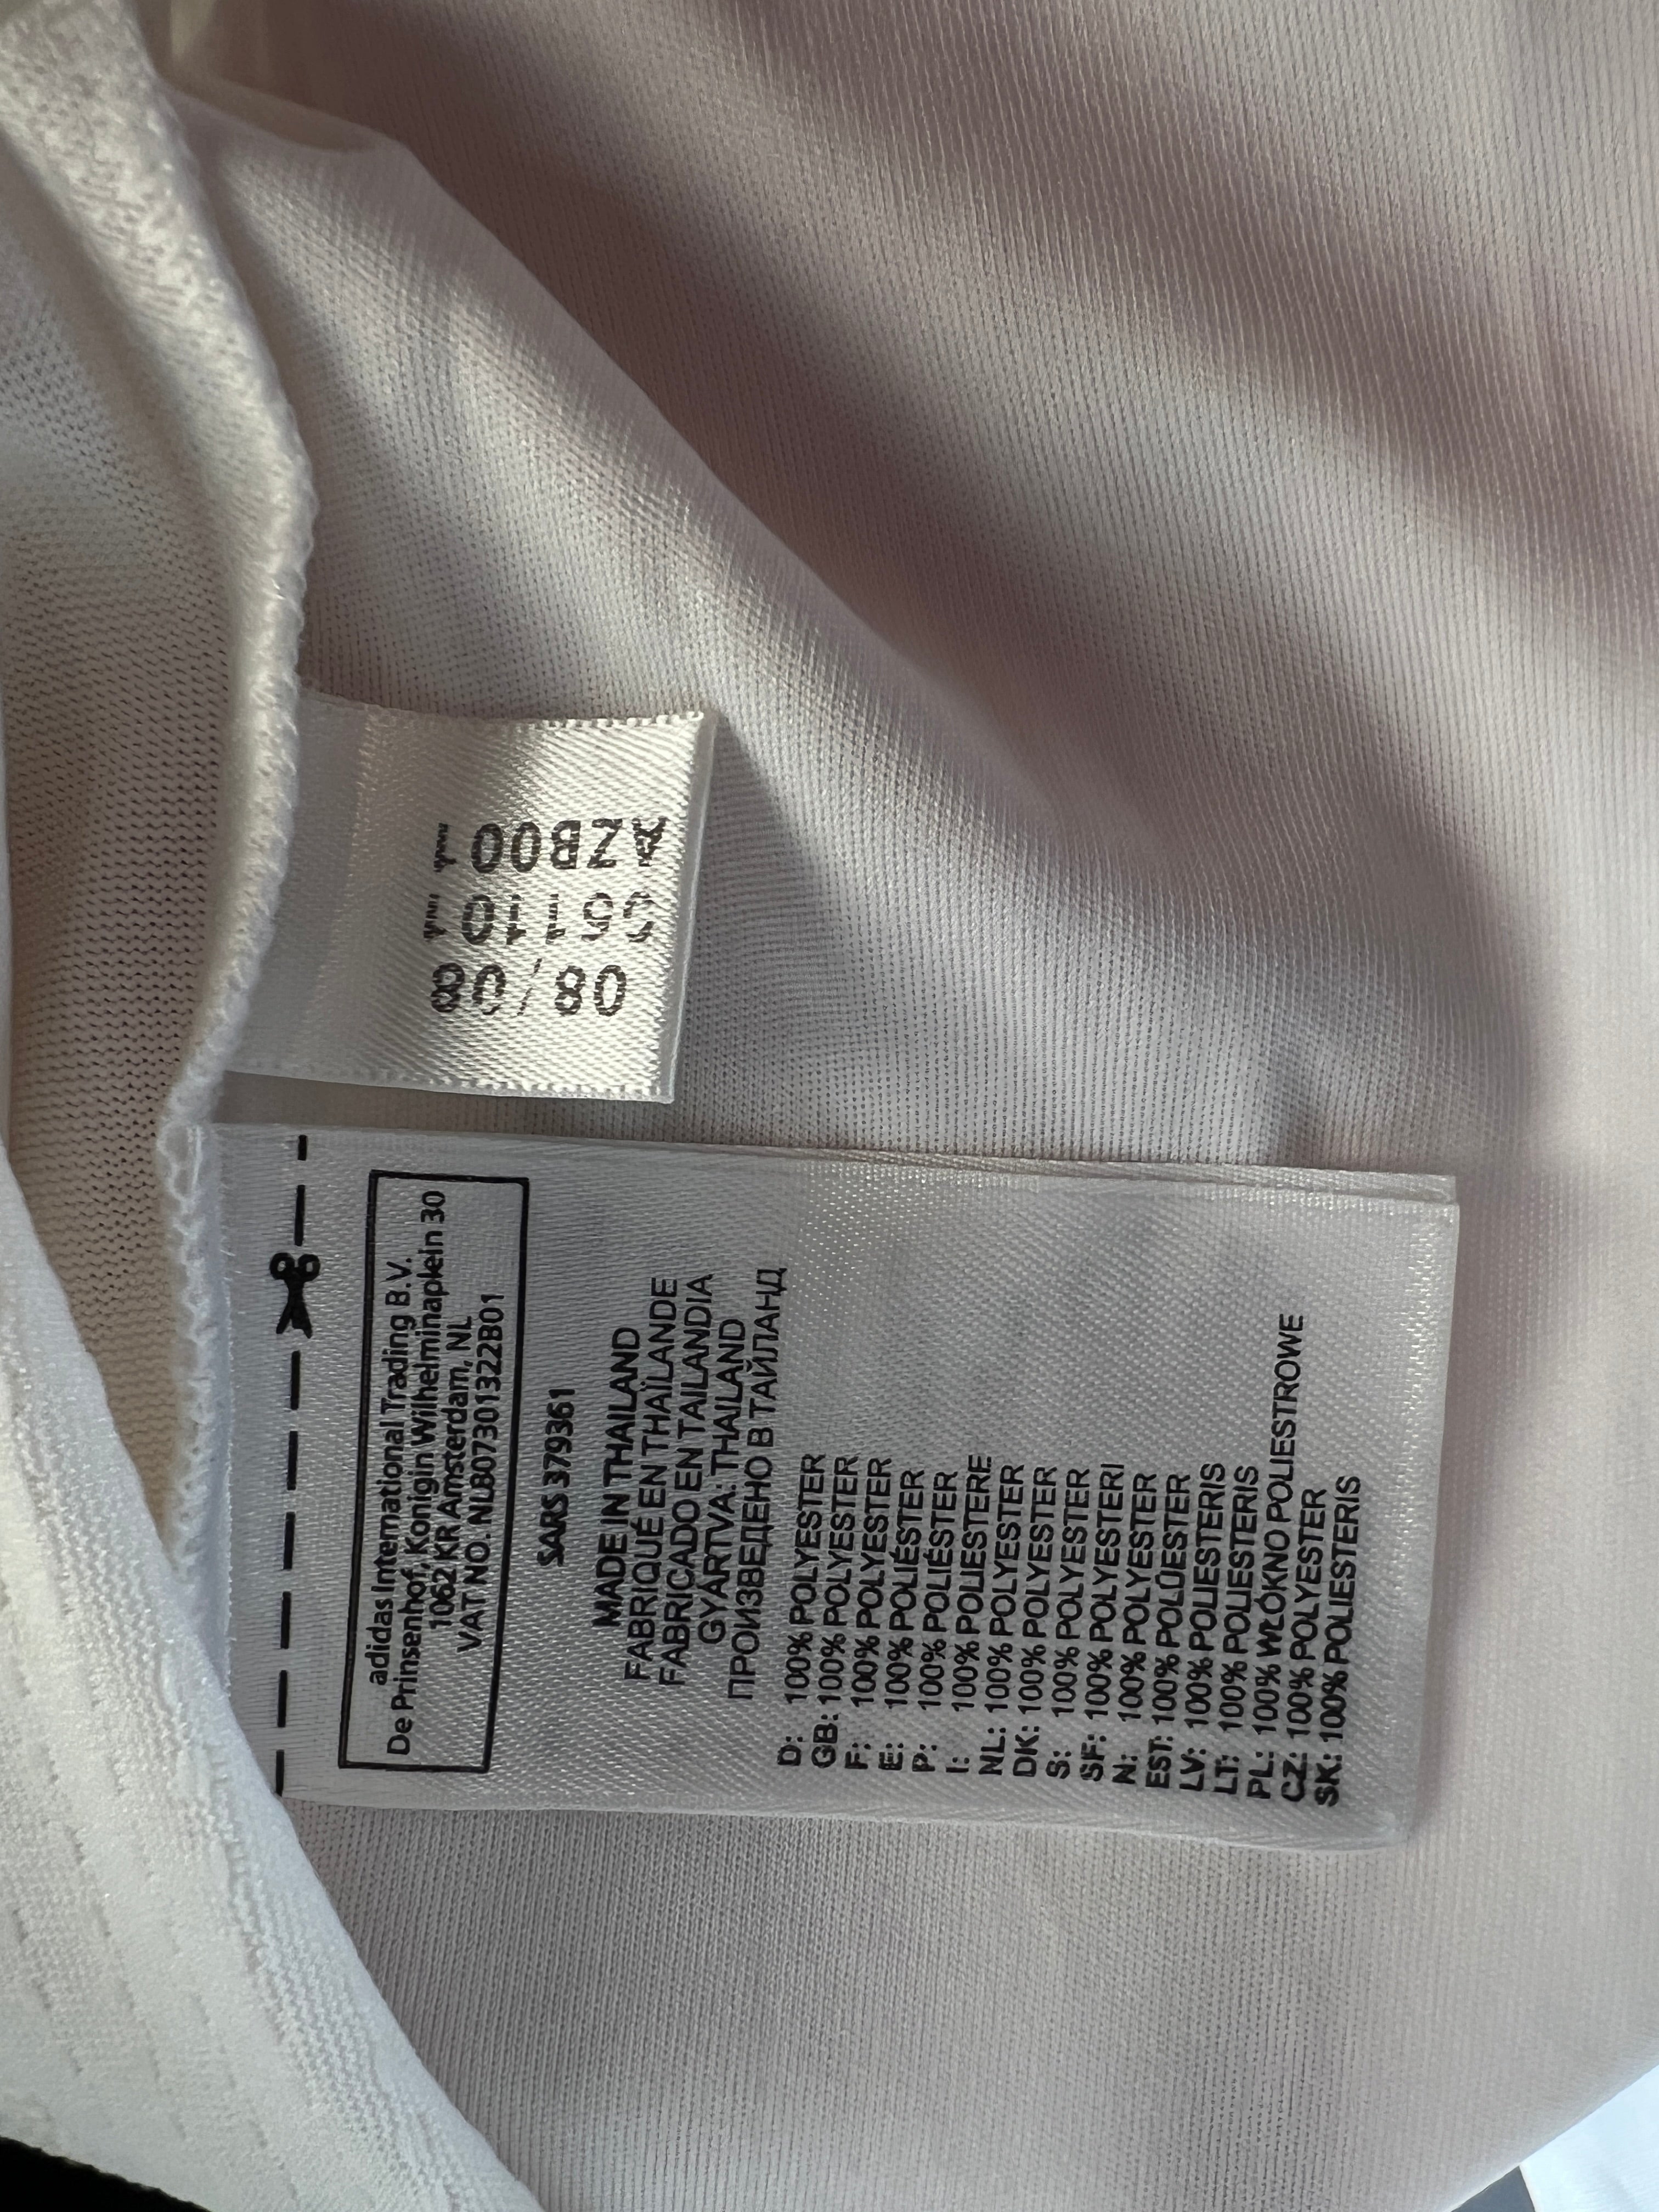 AZB001
08/08
adidas International Trading B.V.
De Prinsenhof, Konigin Wilhelminaplein 30
1062 KR Amsterdam, NL
VAT NO. NL807301322B01
SARS 379361
MADE IN THAILAND
FABRIQUÉ EN THAÏLANDE
FABRICADO EN TAILANDIA
GYÁRTVA: THAILAND
ПРОИЗВЕДЕНО В ТАЙЛАНД
D: 100% POLYESTER
GB: 100% POLYESTER
F: 100% POLYESTER
E: 100% POLIÉSTER
P: 100% POLIÉSTER
I: 100% POLIESTERE
NL: 100% POLYESTER
DK: 100% POLYESTER
S: 100% POLYESTER
SF: 100% POLYESTERI
N: 100% POLYESTER
EST: 100% POLÜESTER
LV: 100% POLIESTERIS
LT: 100% POLIESTERIS
PL: 100% WŁÓKNO POLIESTROWE
CZ: 100% POLYESTER
SK: 100% POLIESTERIS